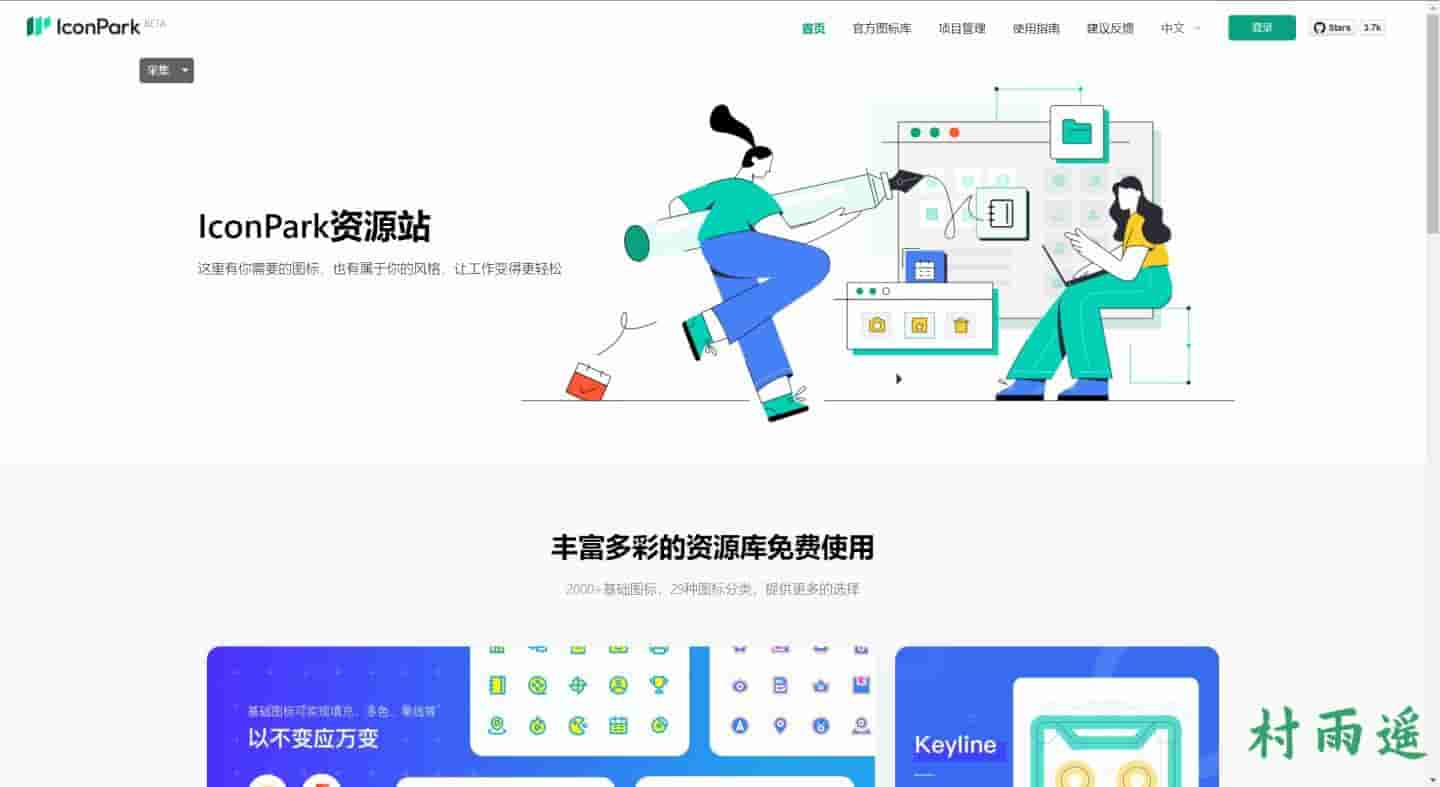 IconPark BETA
首页 官方图标库 项目管理 使用指南 建议反馈 中文 登录 Stars 3.7k
采集
IconPark资源站
这里有你需要的图标，也有属于你的风格，让工作变得更轻松
丰富多彩的资源库免费使用
2000+基础图标，29种图标分类，提供更多的选择
基础图标可实现填充、多色、单线等
以不变应万变
Keyline
村雨遥